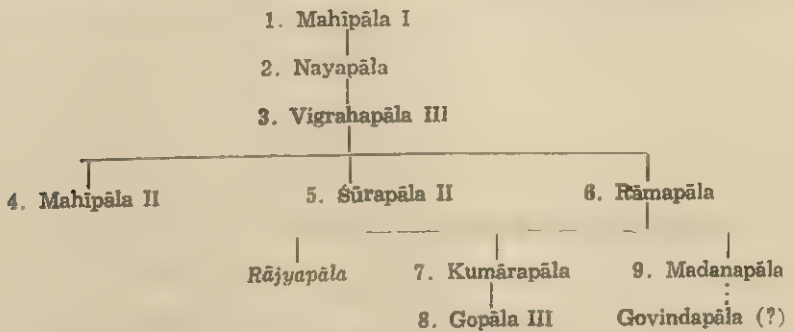 1. Mahīpāla I
2. Nayapāla
3. Vigrahapāla III
4. Mahīpāla II 5. Śūrapāla II 6. Rāmapāla
Rājyapāla 7. Kumārapāla 9. Madanapāla
8. Gopāla III Govindapāla (?)